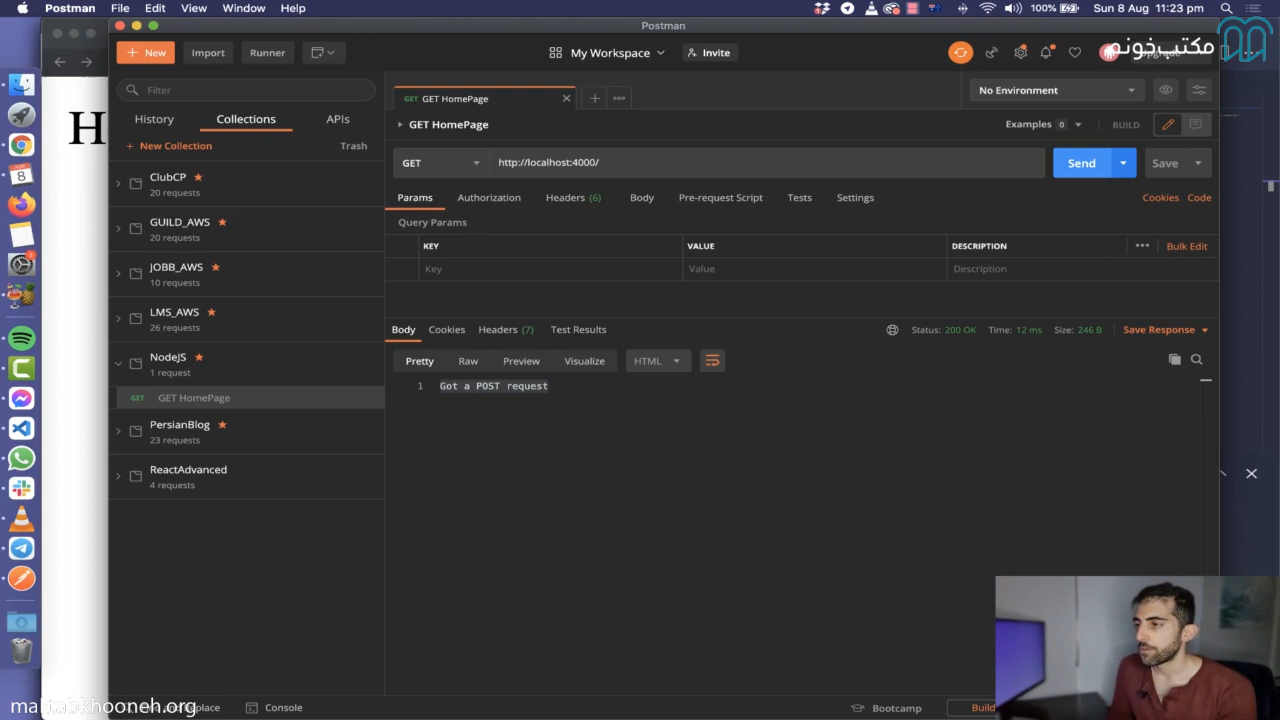 Postman File Edit View Window Help 100% Sun 8 Aug 11:23 pm
Postman
New Import Runner My Workspace Invite
مکتب‌خونه
Filter
GET GET HomePage
No Environment
History Collections APIs
GET HomePage
Examples 0 BUILD
+ New Collection Trash
GET http://localhost:4000/ Send Save
ClubCP
20 requests
Params Authorization Headers (6) Body Pre-request Script Tests Settings Cookies Code
GUILD_AWS
20 requests
Query Params
KEY VALUE DESCRIPTION Bulk Edit
Key Value Description
JOBB_AWS
10 requests
LMS_AWS
26 requests
Body Cookies Headers (7) Test Results Status: 200 OK Time: 12 ms Size: 246 B Save Response
NodeJS
1 request
Pretty Raw Preview Visualize HTML
1 Got a POST request
GET GET HomePage
PersianBlog
23 requests
ReactAdvanced
4 requests
H
8
maktabkhooneh.org
Console Bootcamp Build